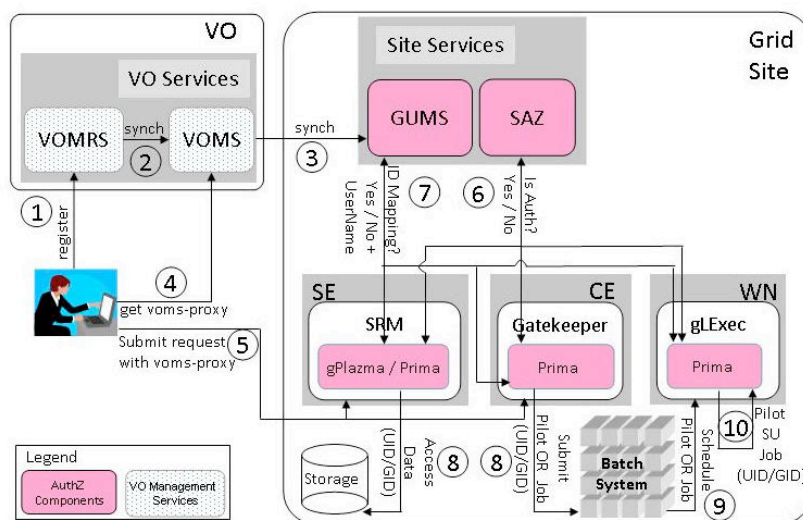 VO
VO Services
VOMRS
synch
2
VOMS
synch
3
1
register
4
get voms-proxy
Submit request
with voms-proxy
5
Grid
Site
Site Services
GUMS
SAZ
ID Mapping?
Yes / No +
UserName
7
6
Is Auth?
Yes / No
SE
SRM
gPlazma / Prima
CE
Gatekeeper
Prima
WN
gLExec
Prima
Storage
Access
Data
(UID/GID)
8
8
Submit
Pilot OR Job
(UID/GID)
Batch
System
Schedule
Pilot OR Job
9
10
Pilot
SU
Job
(UID/GID)
Legend
AuthZ
Components
VO Management
Services